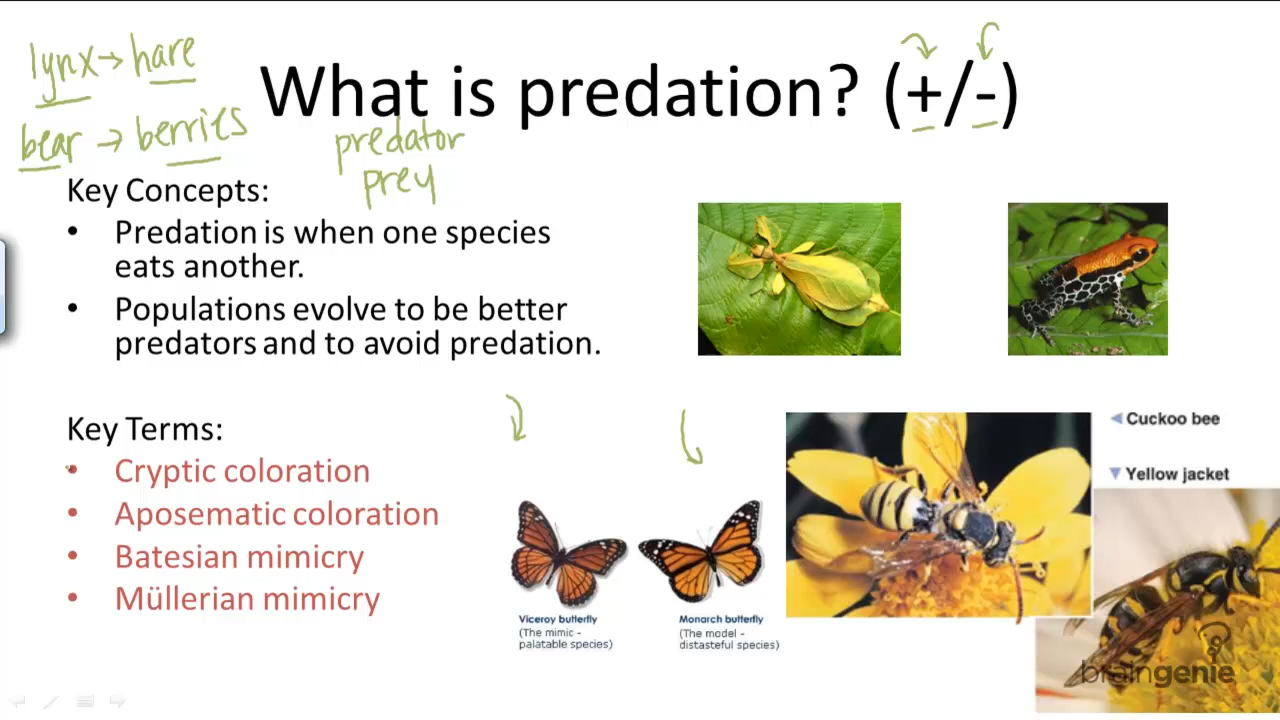 lynx → hare
What is predation? (+/-)
bear → berries
predator
prey
Key Concepts:
• Predation is when one species
eats another.
• Populations evolve to be better
predators and to avoid predation.
Key Terms:
• Cryptic coloration
• Aposematic coloration
• Batesian mimicry
• Müllerian mimicry
Viceroy butterfly
(The mimic -
palatable species)
Monarch butterfly
(The model -
distasteful species)
◄ Cuckoo bee
▼ Yellow jacket
braingenie